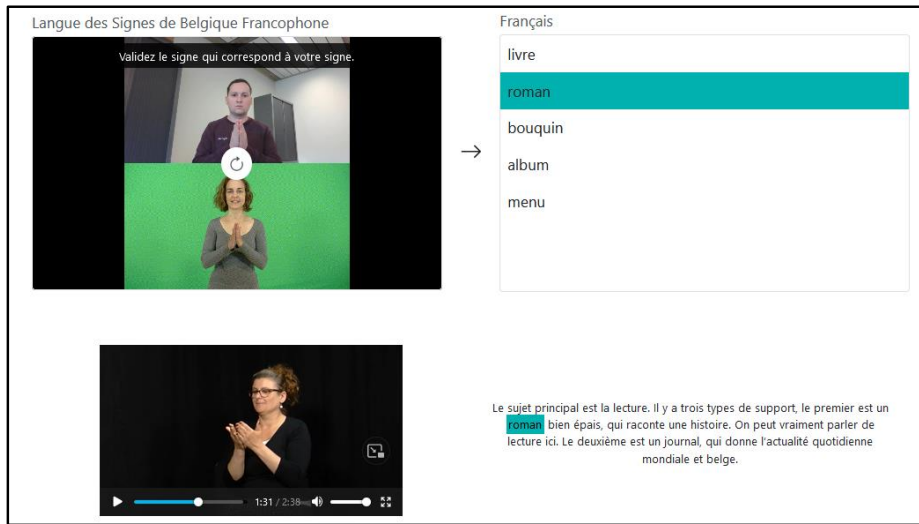 Langue des Signes de Belgique Francophone
Validez le signe qui correspond à votre signe.
Français
livre
roman
bouquin
album
menu
1:31 / 2:38
Le sujet principal est la lecture. Il y a trois types de support, le premier est un
roman bien épais, qui raconte une histoire. On peut vraiment parler de
lecture ici. Le deuxième est un journal, qui donne l'actualité quotidienne
mondiale et belge.